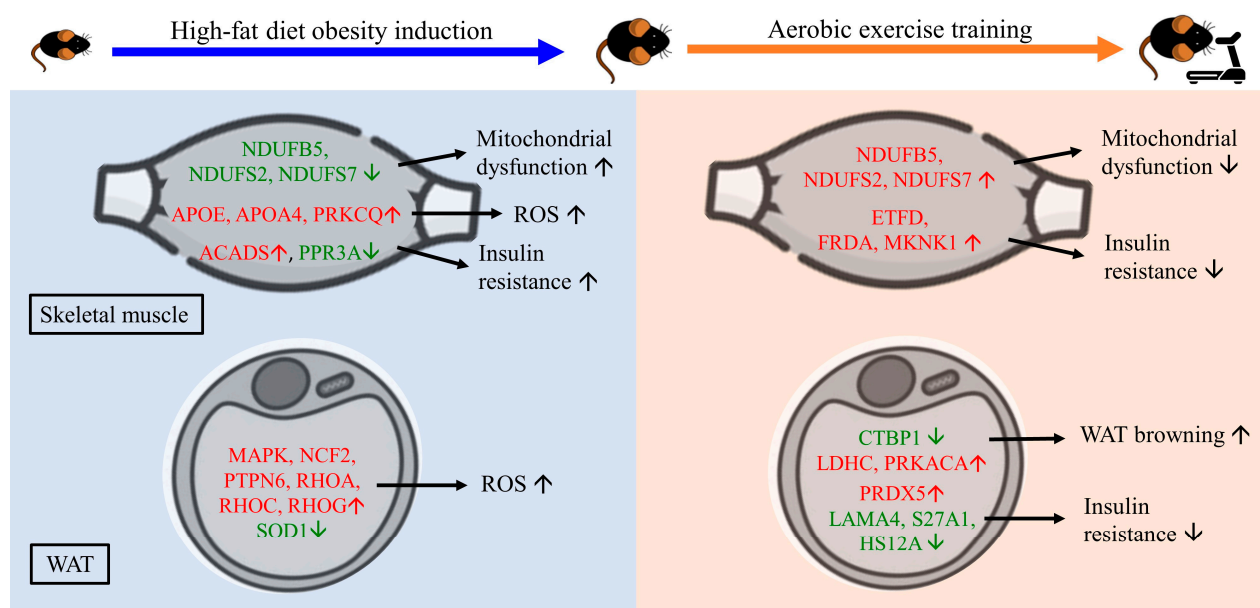 High-fat diet obesity induction
Aerobic exercise training
NDUFB5,
NDUFS2, NDUFS7 ↓
APOE, APOA4, PRKCQ↑
ACADS↑, PPR3A↓
Mitochondrial
dysfunction ↑
ROS ↑
Insulin
resistance ↑
Skeletal muscle
NDUFB5,
NDUFS2, NDUFS7 ↑
ETFD,
FRDA, MKNK1 ↑
Mitochondrial
dysfunction ↓
Insulin
resistance ↓
MAPK, NCF2,
PTPN6, RHOA,
RHOC, RHOG↑
SOD1↓
ROS ↑
WAT
CTBP1 ↓
LDHC, PRKACA↑
PRDX5↑
LAMA4, S27A1,
HS12A ↓
WAT browning ↑
Insulin
resistance ↓